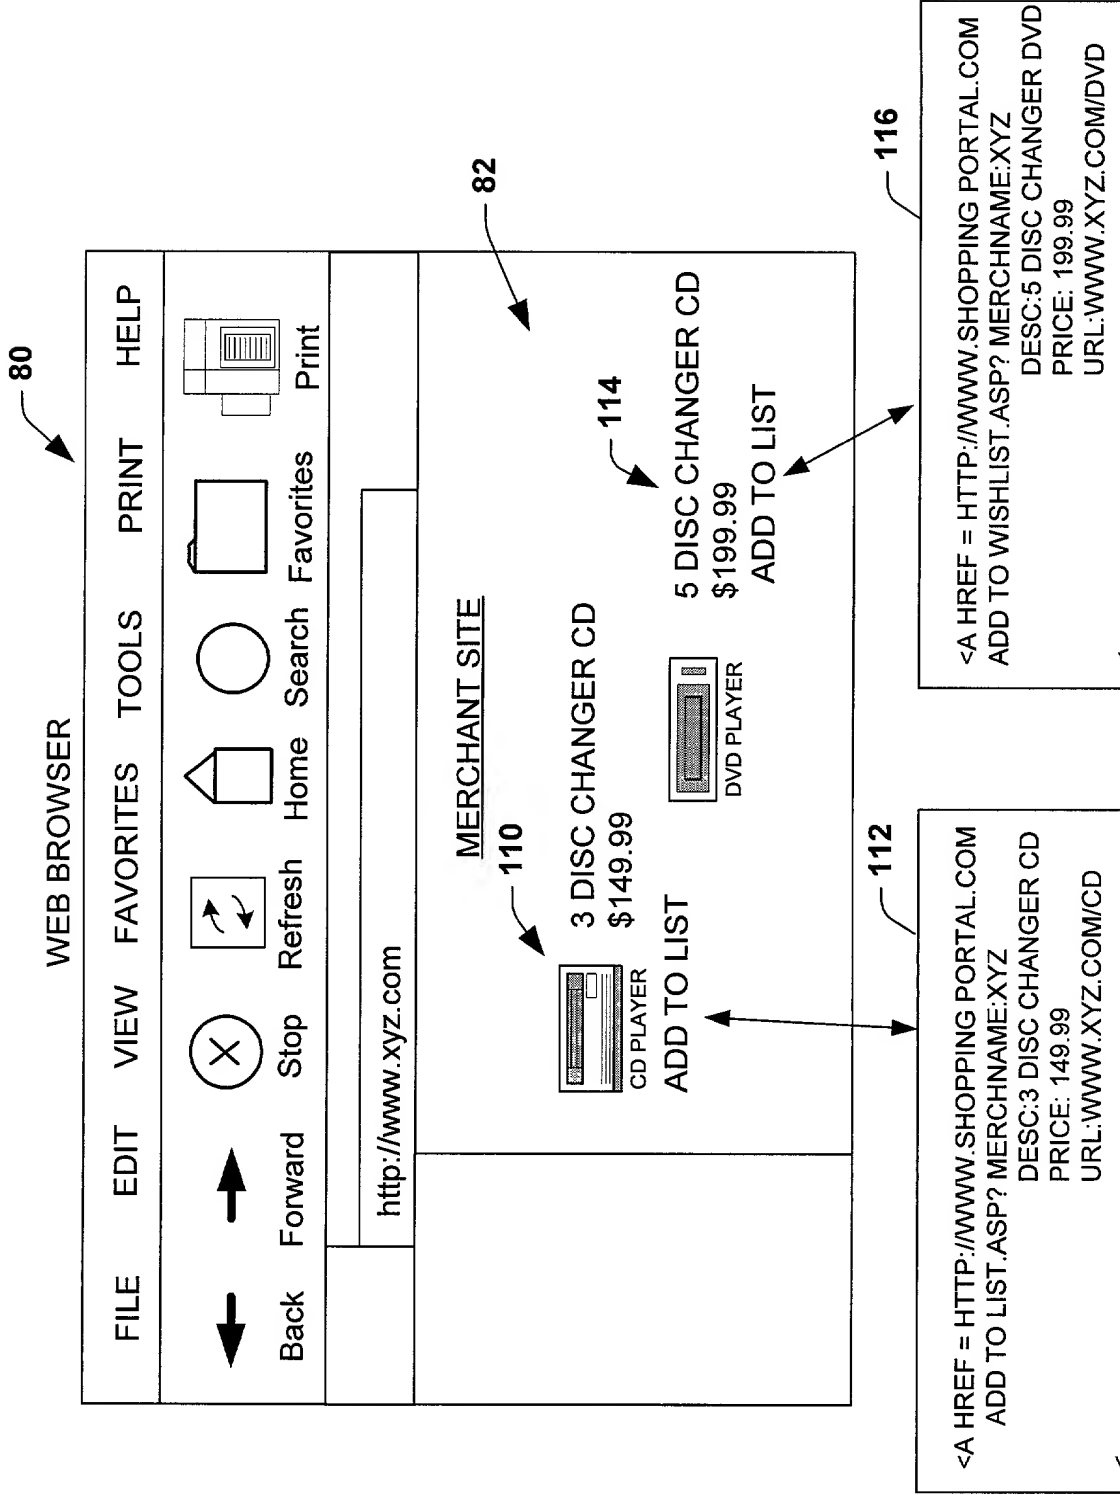 80
WEB BROWSER
FILE EDIT VIEW FAVORITES TOOLS PRINT HELP
Back Forward Stop Refresh Home Search Favorites Print
http://www.xyz.com
82
MERCHANT SITE
110
CD PLAYER
3 DISC CHANGER CD
$149.99
ADD TO LIST
114
DVD PLAYER
5 DISC CHANGER CD
$199.99
ADD TO LIST
112
<A HREF = HTTP://WWW.SHOPPING PORTAL.COM
ADD TO LIST.ASP? MERCHNAME:XYZ
DESC:3 DISC CHANGER CD
PRICE: 149.99
URL:WWW.XYZ.COM/CD
116
<A HREF = HTTP://WWW.SHOPPING PORTAL.COM
ADD TO WISHLIST.ASP? MERCHNAME:XYZ
DESC:5 DISC CHANGER DVD
PRICE: 199.99
URL:WWW.XYZ.COM/DVD